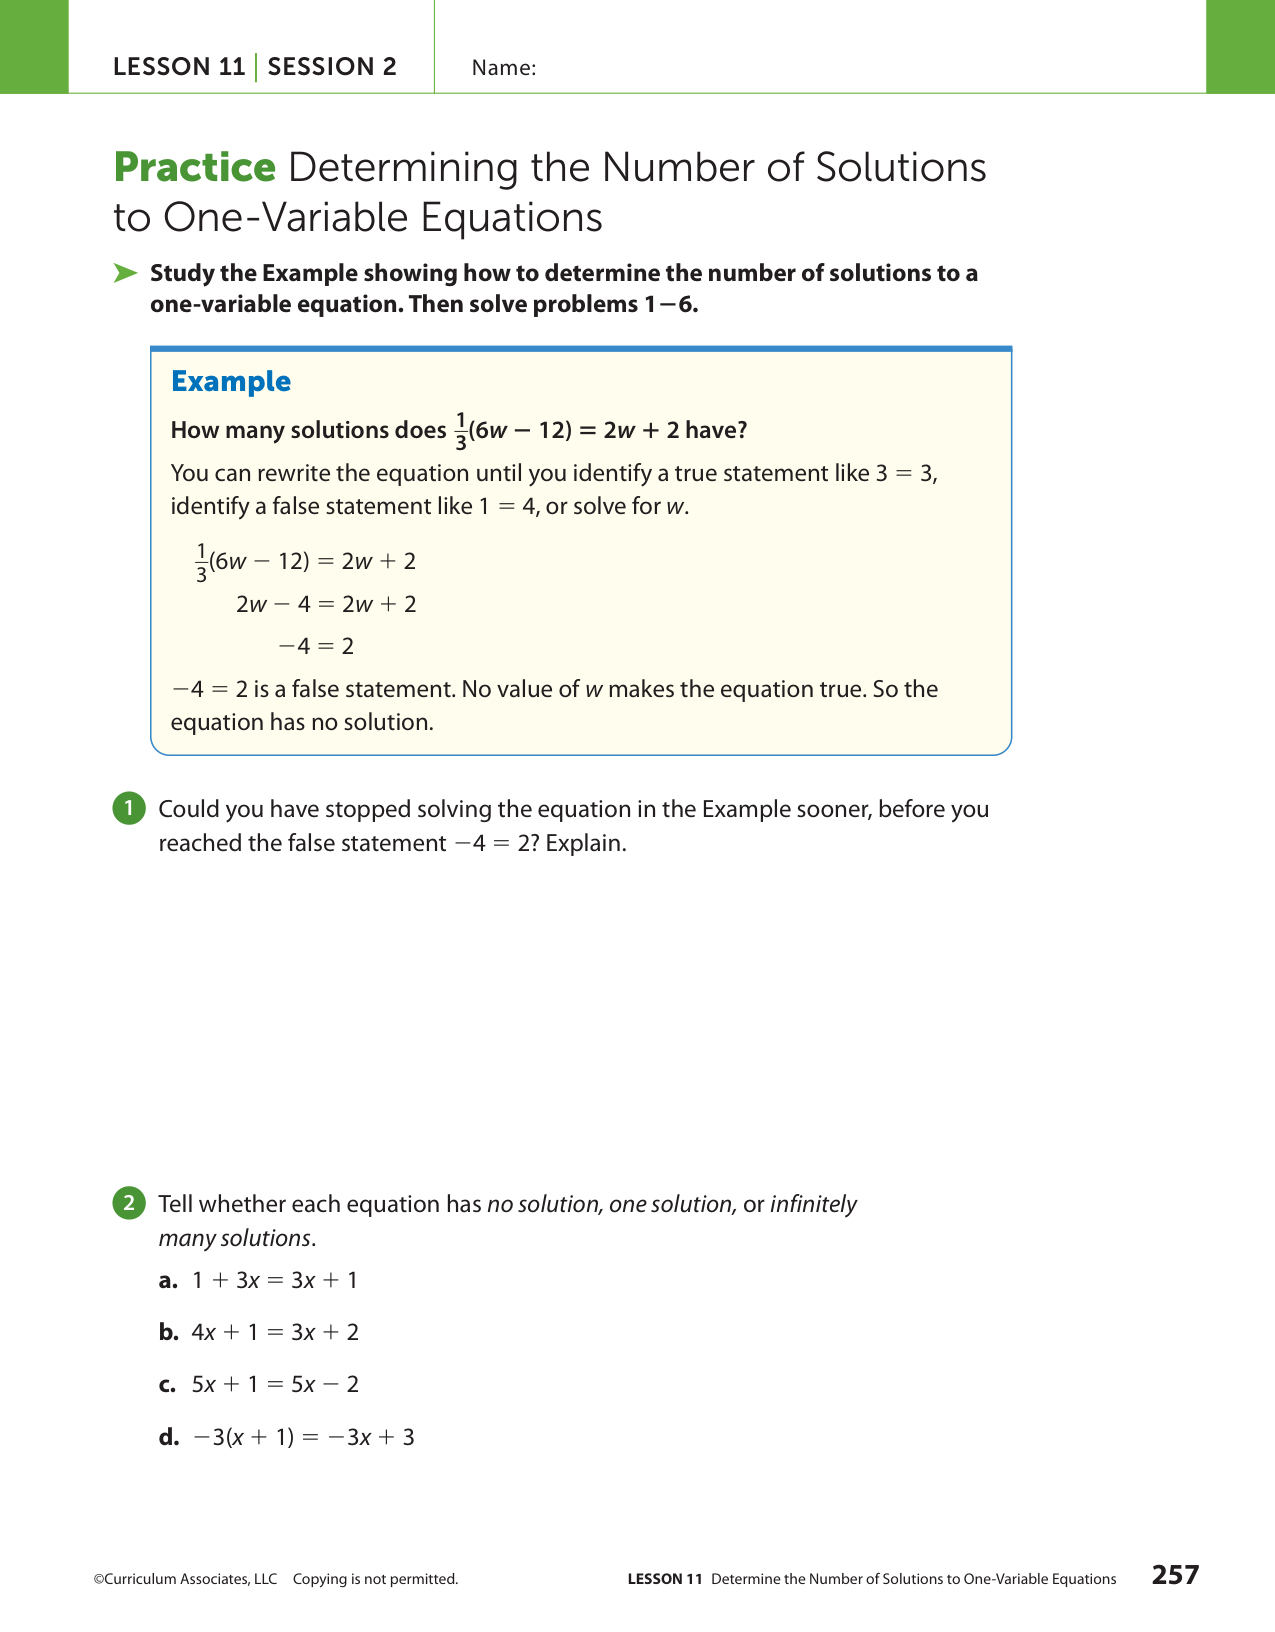 LESSON 11 | SESSION 2
Name:
Practice Determining the Number of Solutions
to One-Variable Equations
➤ Study the Example showing how to determine the number of solutions to a
one-variable equation. Then solve problems 1−6.
Example
How many solutions does 1/3(6w − 12) = 2w + 2 have?
You can rewrite the equation until you identify a true statement like 3 = 3,
identify a false statement like 1 = 4, or solve for w.
1/3(6w − 12) = 2w + 2
2w − 4 = 2w + 2
−4 = 2
−4 = 2 is a false statement. No value of w makes the equation true. So the
equation has no solution.
1 Could you have stopped solving the equation in the Example sooner, before you
reached the false statement −4 = 2? Explain.
2 Tell whether each equation has no solution, one solution, or infinitely
many solutions.
a. 1 + 3x = 3x + 1
b. 4x + 1 = 3x + 2
c. 5x + 1 = 5x − 2
d. −3(x + 1) = −3x + 3
©Curriculum Associates, LLC Copying is not permitted.
LESSON 11 Determine the Number of Solutions to One-Variable Equations 257